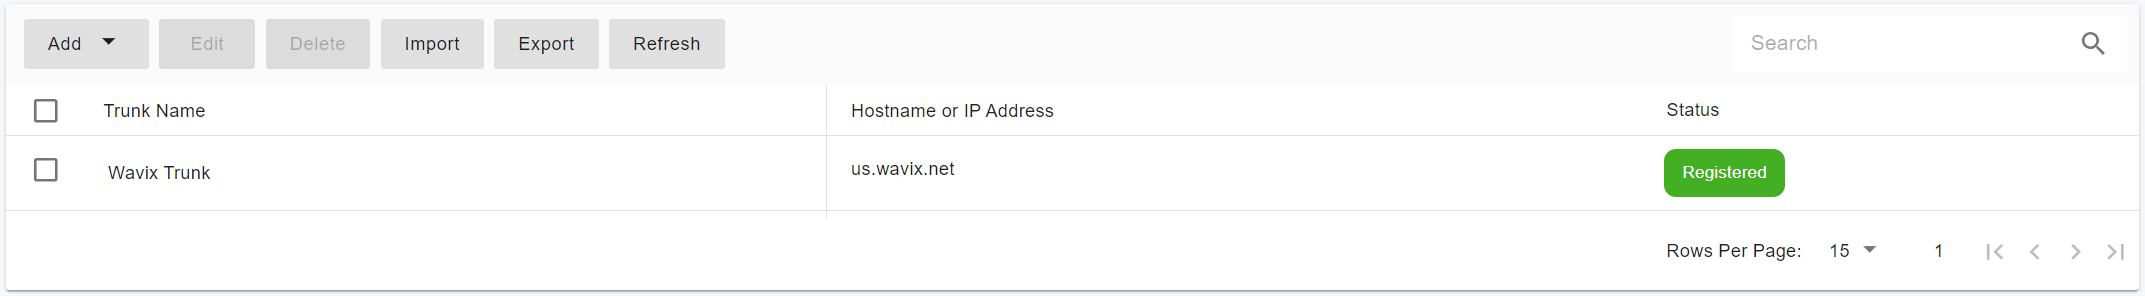 Add Edit Delete Import Export Refresh Search
Trunk Name Hostname or IP Address Status
Wavix Trunk us.wavix.net Registered
Rows Per Page: 15 1